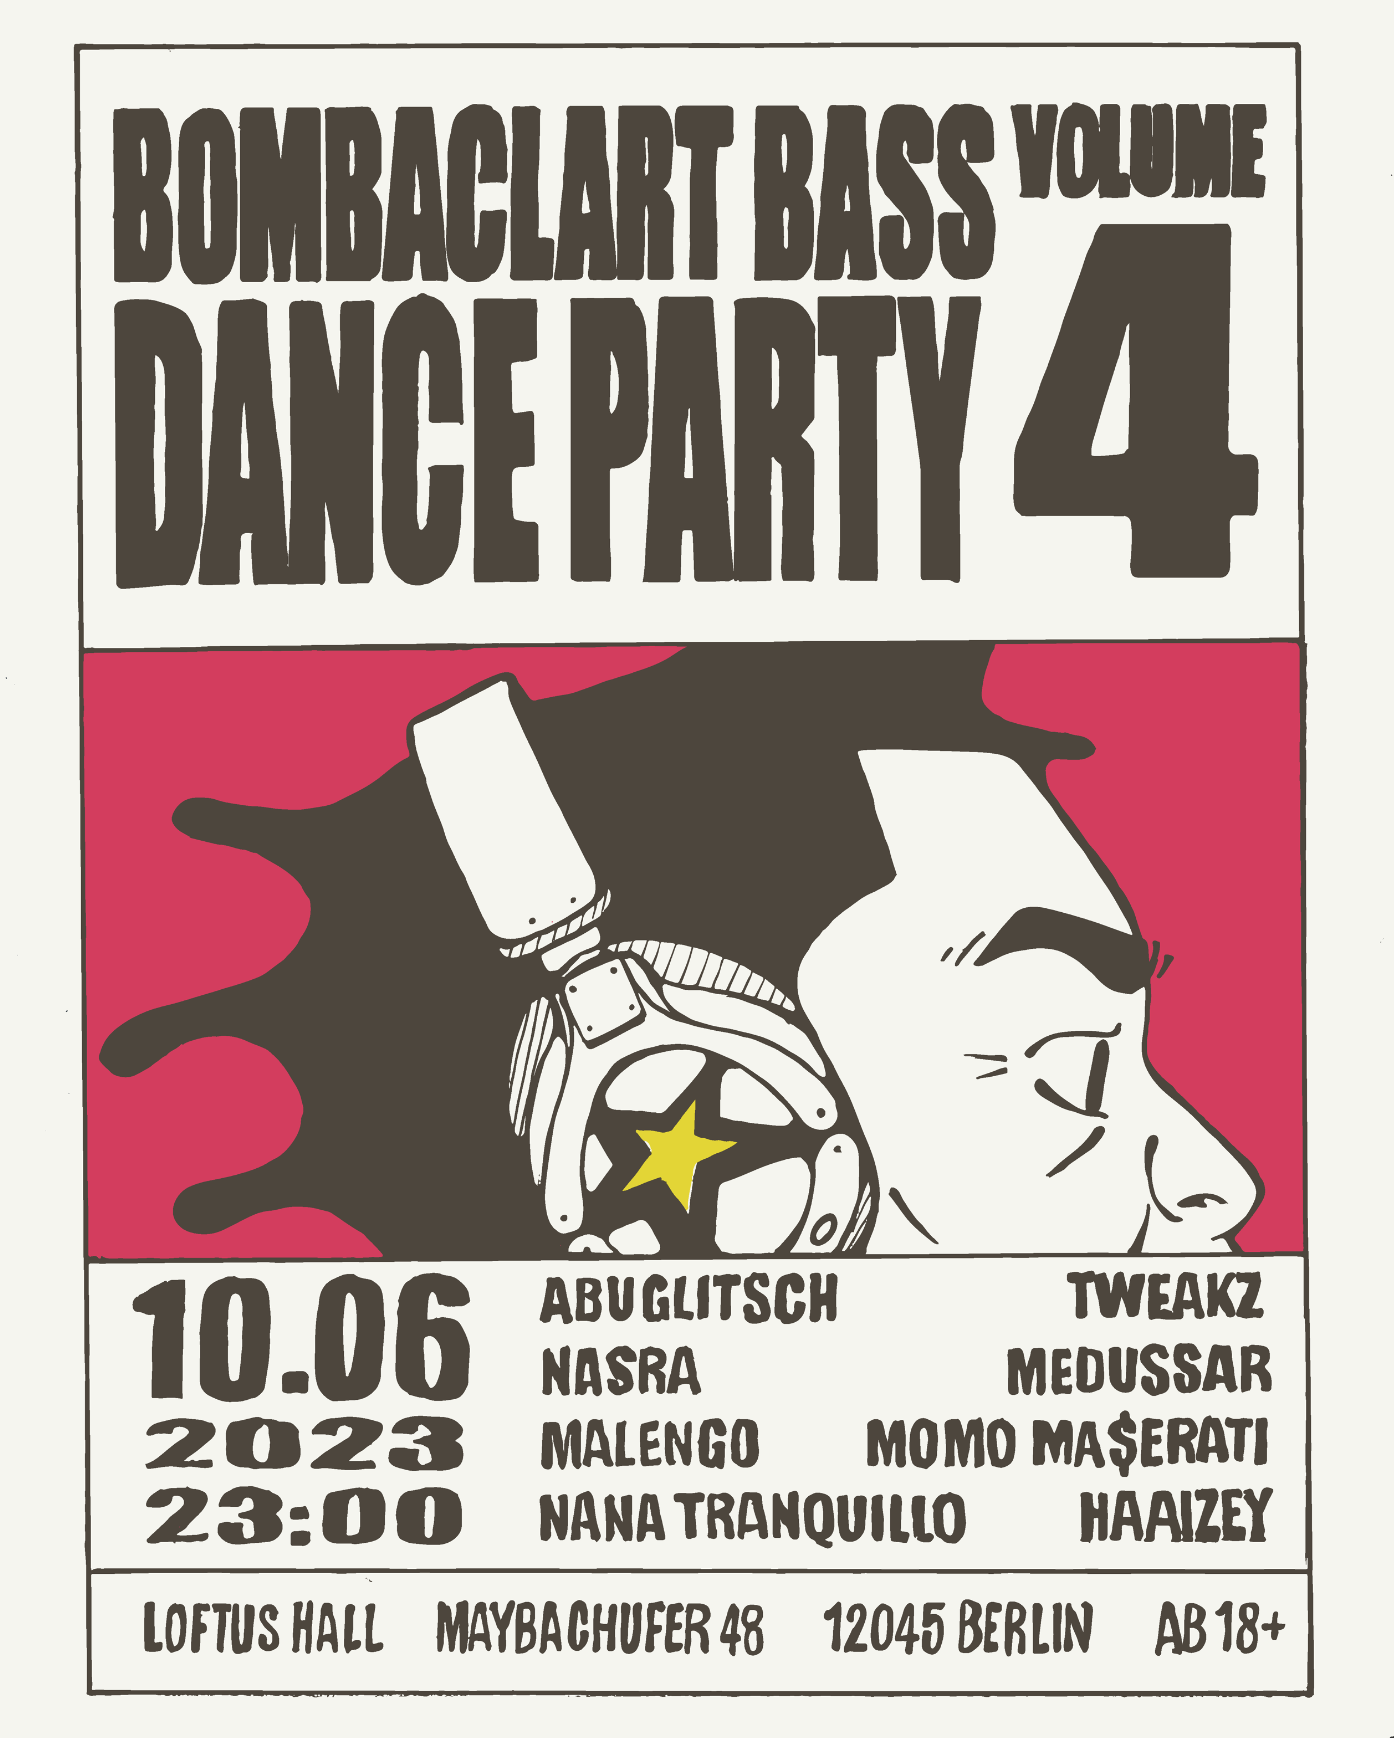 BOMBACLART BASS
DANCE PARTY
VOLUME
4
10.06
2023
23:00
ABUGLITSCH
NASRA
MALENGO
NANA TRANQUILLO
TWEAKZ
MEDUSSAR
MOMO MA$ERATI
HAAIZEY
LOFTUS HALL MAYBACHUFER 48 12045 BERLIN AB 18+